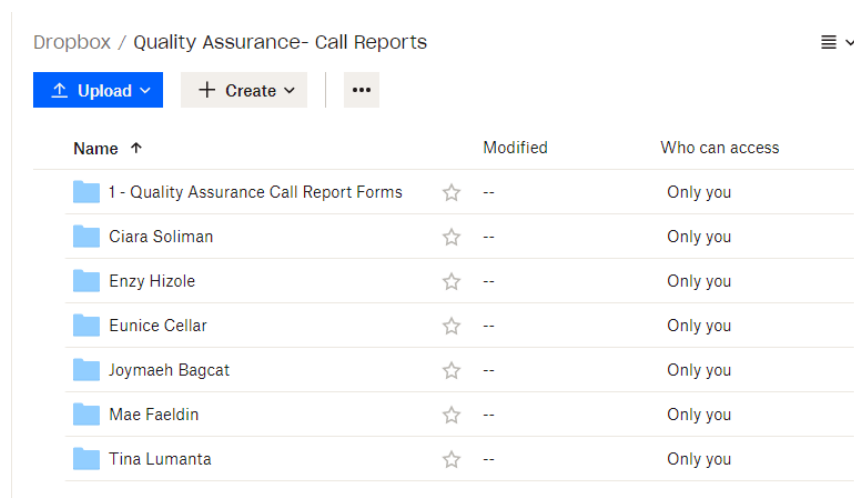 Dropbox / Quality Assurance- Call Reports
Upload Create
Name Modified Who can access
1 - Quality Assurance Call Report Forms -- Only you
Ciara Soliman -- Only you
Enzy Hizole -- Only you
Eunice Cellar -- Only you
Joymaeh Bagcat -- Only you
Mae Faeldin -- Only you
Tina Lumanta -- Only you